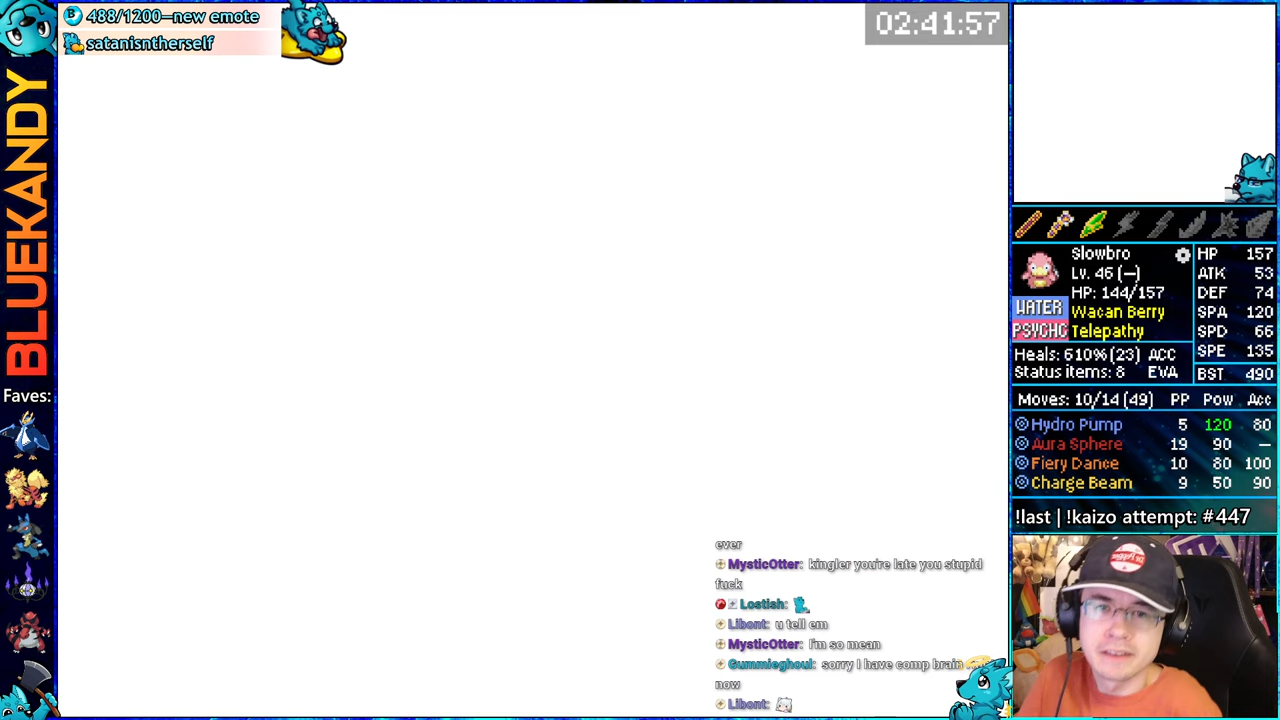 488/1200—new emote
satanisntherself
02:41:57
BLUEKANDY
Faves:
Slowbro
Lv. 46 (—)
HP: 144/157
WATER
Wacan Berry
PSYCHC
Telepathy
Heals: 610% (23) ACC
Status items: 8 EVA
HP 157
ATK 53
DEF 74
SPA 120
SPD 66
SPE 135
BST 490
Moves: 10/14 (49) PP Pow Acc
Hydro Pump 5 120 80
Aura Sphere 19 90 —
Fiery Dance 10 80 100
Charge Beam 9 50 90
!last | !kaizo attempt: #447
ever
MysticOtter: kingler you're late you stupid
fuck
Lostish:
Libont: u tell em
MysticOtter: I'm so mean
Gummieghoul: sorry I have comp brain
now
Libont: